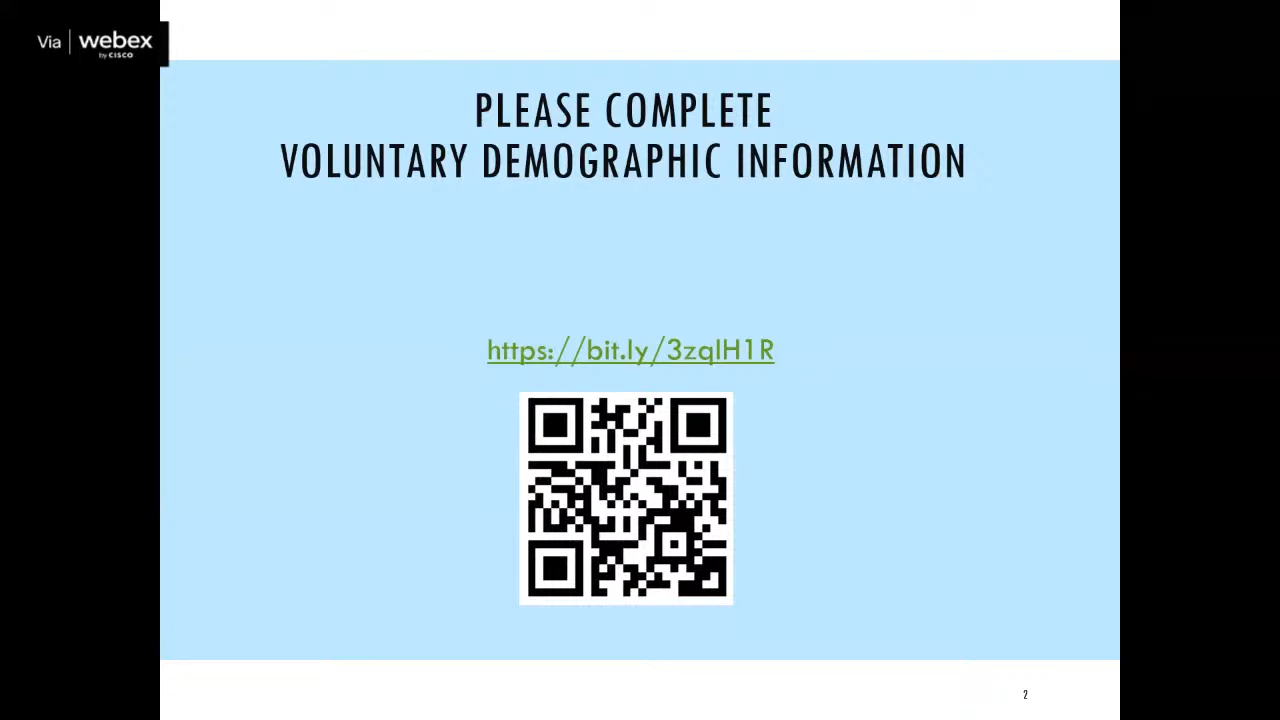 Via webex
by CISCO
PLEASE COMPLETE
VOLUNTARY DEMOGRAPHIC INFORMATION
https://bit.ly/3zqlH1R
2